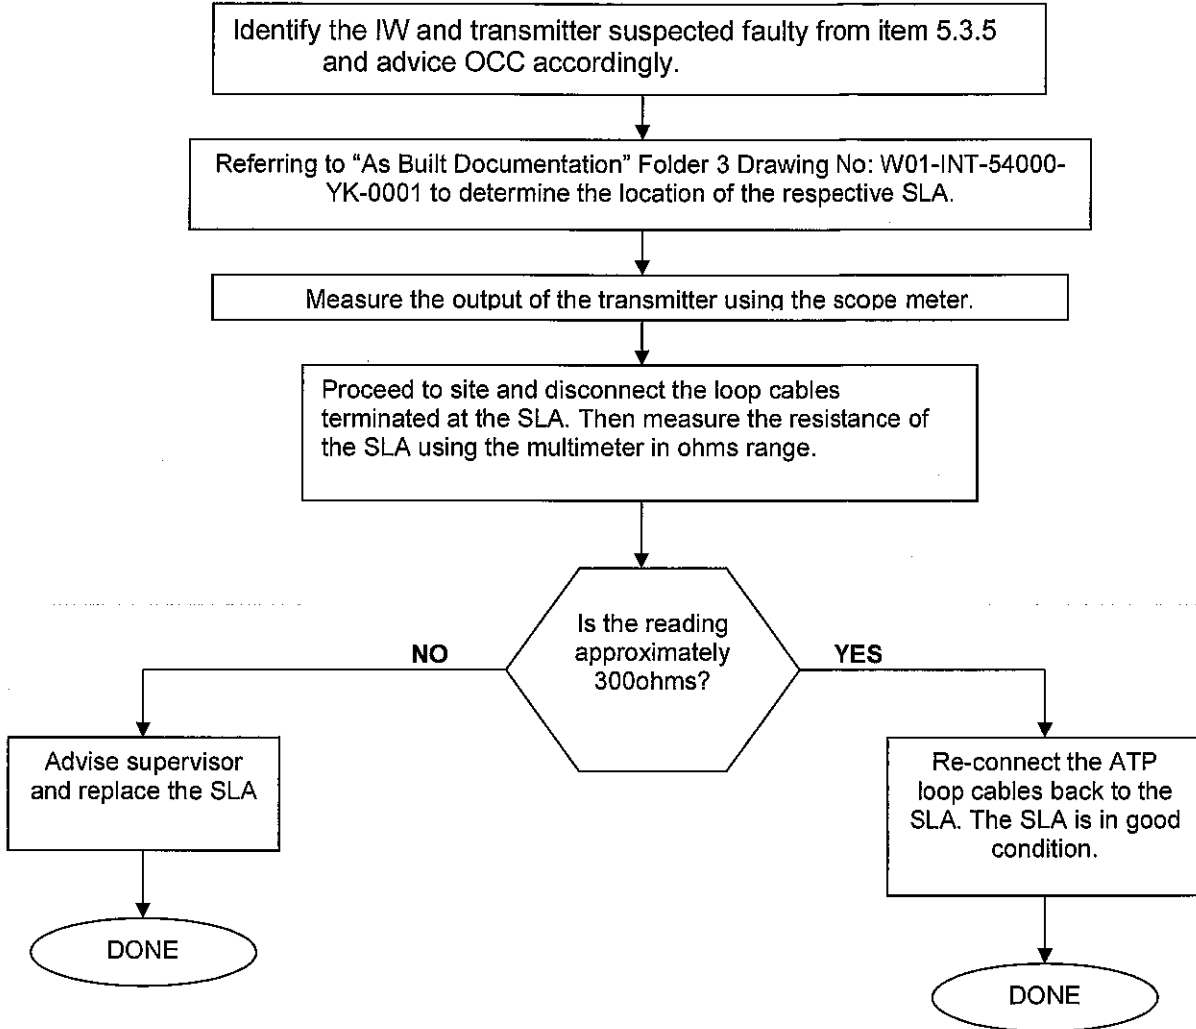 Identify the IW and transmitter suspected faulty from item 5.3.5
and advice OCC accordingly.
Referring to “As Built Documentation” Folder 3 Drawing No: W01-INT-54000-
YK-0001 to determine the location of the respective SLA.
Measure the output of the transmitter using the scope meter.
Proceed to site and disconnect the loop cables
terminated at the SLA. Then measure the resistance of
the SLA using the multimeter in ohms range.
Is the reading
approximately
300ohms?
NO
YES
Advise supervisor
and replace the SLA
Re-connect the ATP
loop cables back to the
SLA. The SLA is in good
condition.
DONE
DONE